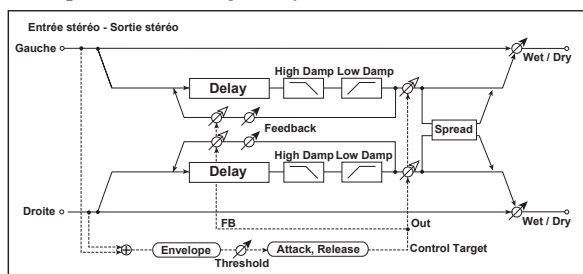 Entrée stéréo - Sortie stéréo
Gauche
Wet / Dry
High Damp Low Damp
Delay
Feedback
Spread
High Damp Low Damp
Delay
Droite
FB
Out
Wet / Dry
Envelope
Threshold
Attack, Release
Control Target